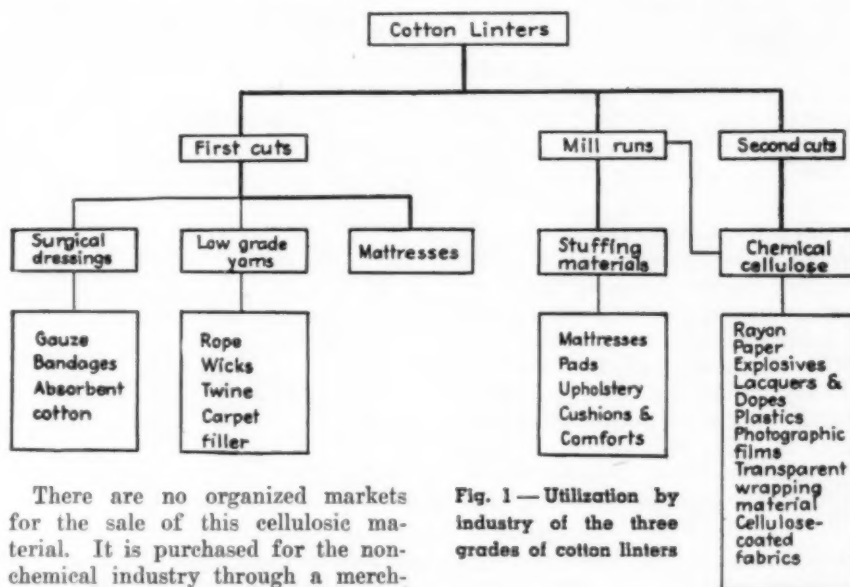 Cotton Linters
First cuts
Mill runs
Second cuts
Surgical
dressings
Low grade
yarns
Mattresses
Stuffing
materials
Chemical
cellulose
Gauze
Bandages
Absorbent
cotton
Rope
Wicks
Twine
Carpet
filler
Mattresses
Pads
Upholstery
Cushions &
Comforts
Rayon
Paper
Explosives
Lacquers &
Dopes
Plastics
Photographic
films
Transparent
wrapping
material
Cellulose-
coated
fabrics
There are no organized markets
for the sale of this cellulosic ma-
terial. It is purchased for the non-
chemical industry through a merch-
Fig. 1 — Utilization by
industry of the three
grades of cotton linters